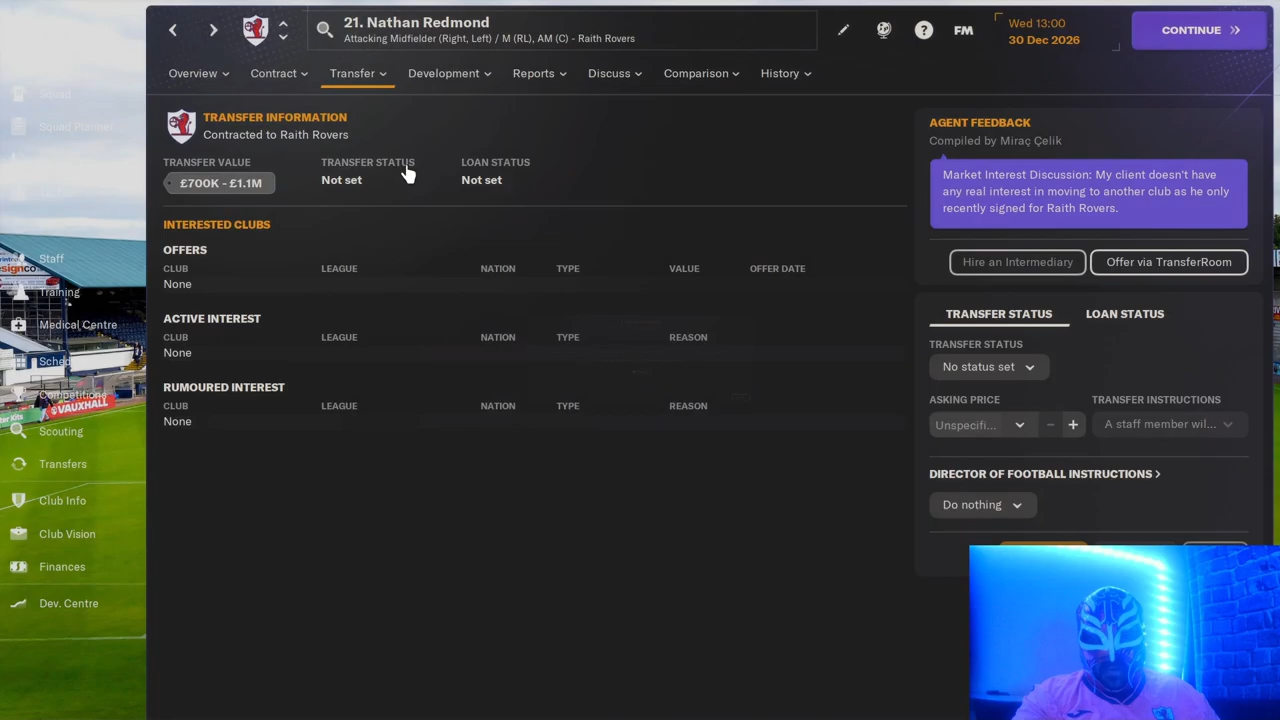 21. Nathan Redmond
Attacking Midfielder (Right, Left) / M (RL), AM (C) - Raith Rovers
?
FM
Wed 13:00
30 Dec 2026
CONTINUE
Overview
Contract
Transfer
Development
Reports
Discuss
Comparison
History
Squad
Squad Planner
Staff
Training
Medical Centre
Sched
Competitions
VAUXHALL
Scouting
Transfers
Club Info
Club Vision
Finances
Dev. Centre
TRANSFER INFORMATION
Contracted to Raith Rovers
TRANSFER VALUE
TRANSFER STATUS
LOAN STATUS
£700K - £1.1M
Not set
Not set
INTERESTED CLUBS
OFFERS
CLUB LEAGUE NATION TYPE VALUE OFFER DATE
None
ACTIVE INTEREST
CLUB LEAGUE NATION TYPE REASON
None
RUMOURED INTEREST
CLUB LEAGUE NATION TYPE REASON
None
AGENT FEEDBACK
Compiled by Miraç Çelik
Market Interest Discussion: My client doesn't have
any real interest in moving to another club as he only
recently signed for Raith Rovers.
Hire an Intermediary
Offer via TransferRoom
TRANSFER STATUS
LOAN STATUS
TRANSFER STATUS
No status set
ASKING PRICE
TRANSFER INSTRUCTIONS
Unspecifi...
− +
A staff member wil...
DIRECTOR OF FOOTBALL INSTRUCTIONS >
Do nothing